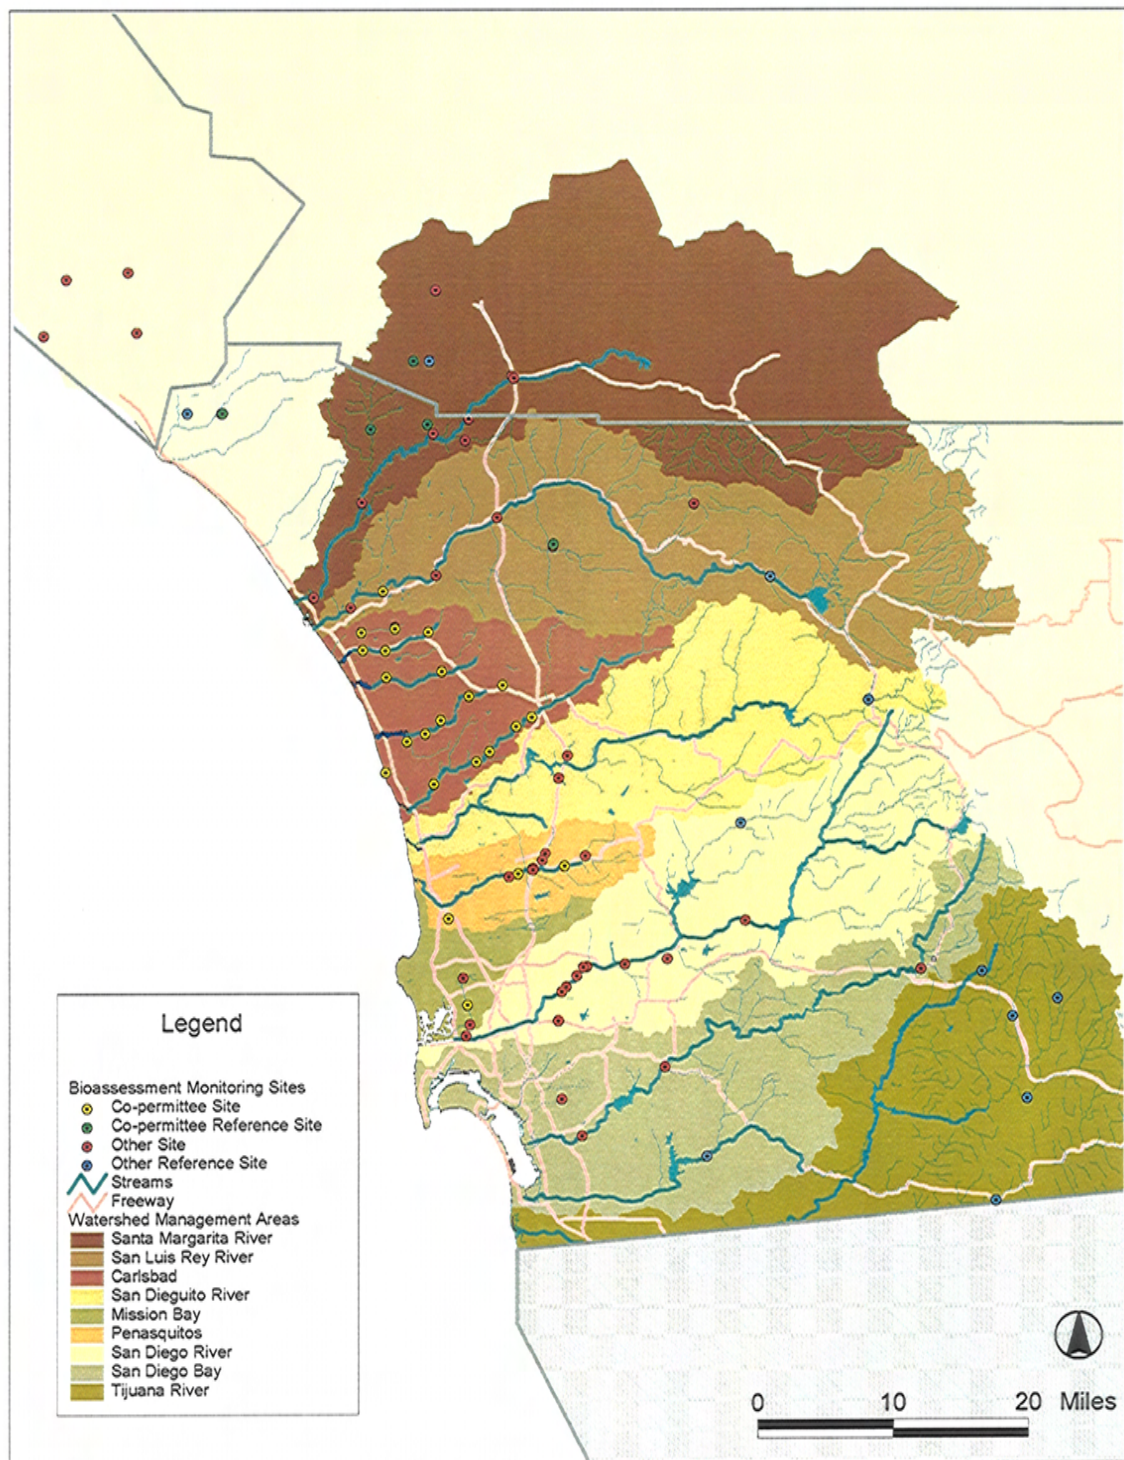 Legend
Bioassessment Monitoring Sites
Co-permittee Site
Co-permittee Reference Site
Other Site
Other Reference Site
Streams
Freeway
Watershed Management Areas
Santa Margarita River
San Luis Rey River
Carlsbad
San Dieguito River
Mission Bay
Penasquitos
San Diego River
San Diego Bay
Tijuana River
0 10 20 Miles